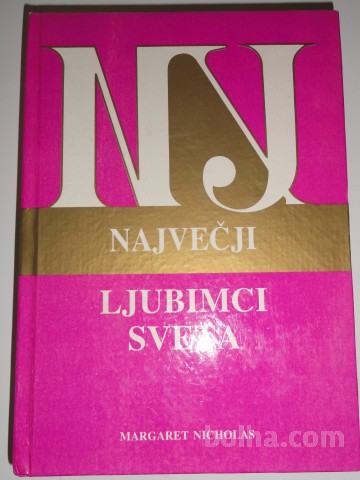 NJ
NAJVEČJI
LJUBIMCI
SVETA
MARGARET NICHOLAS
bolha.com